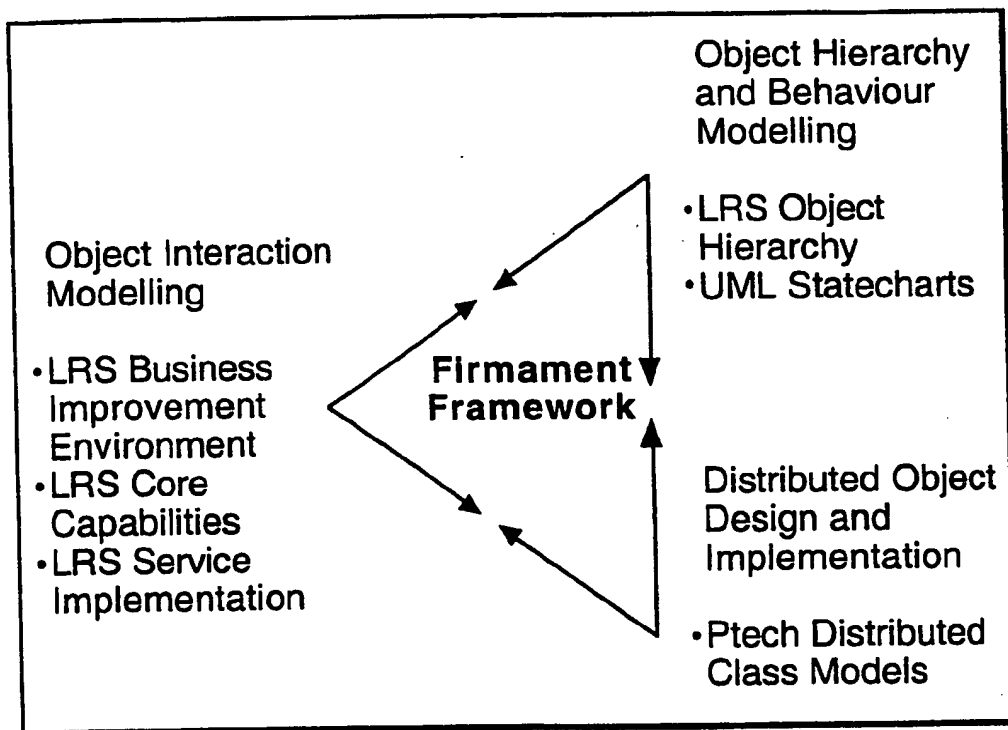 Object Hierarchy
and Behaviour
Modelling
•LRS Object
Hierarchy
•UML Statecharts
Object Interaction
Modelling
•LRS Business
Improvement
Environment
•LRS Core
Capabilities
•LRS Service
Implementation
Firmament
Framework
Distributed Object
Design and
Implementation
•Ptech Distributed
Class Models